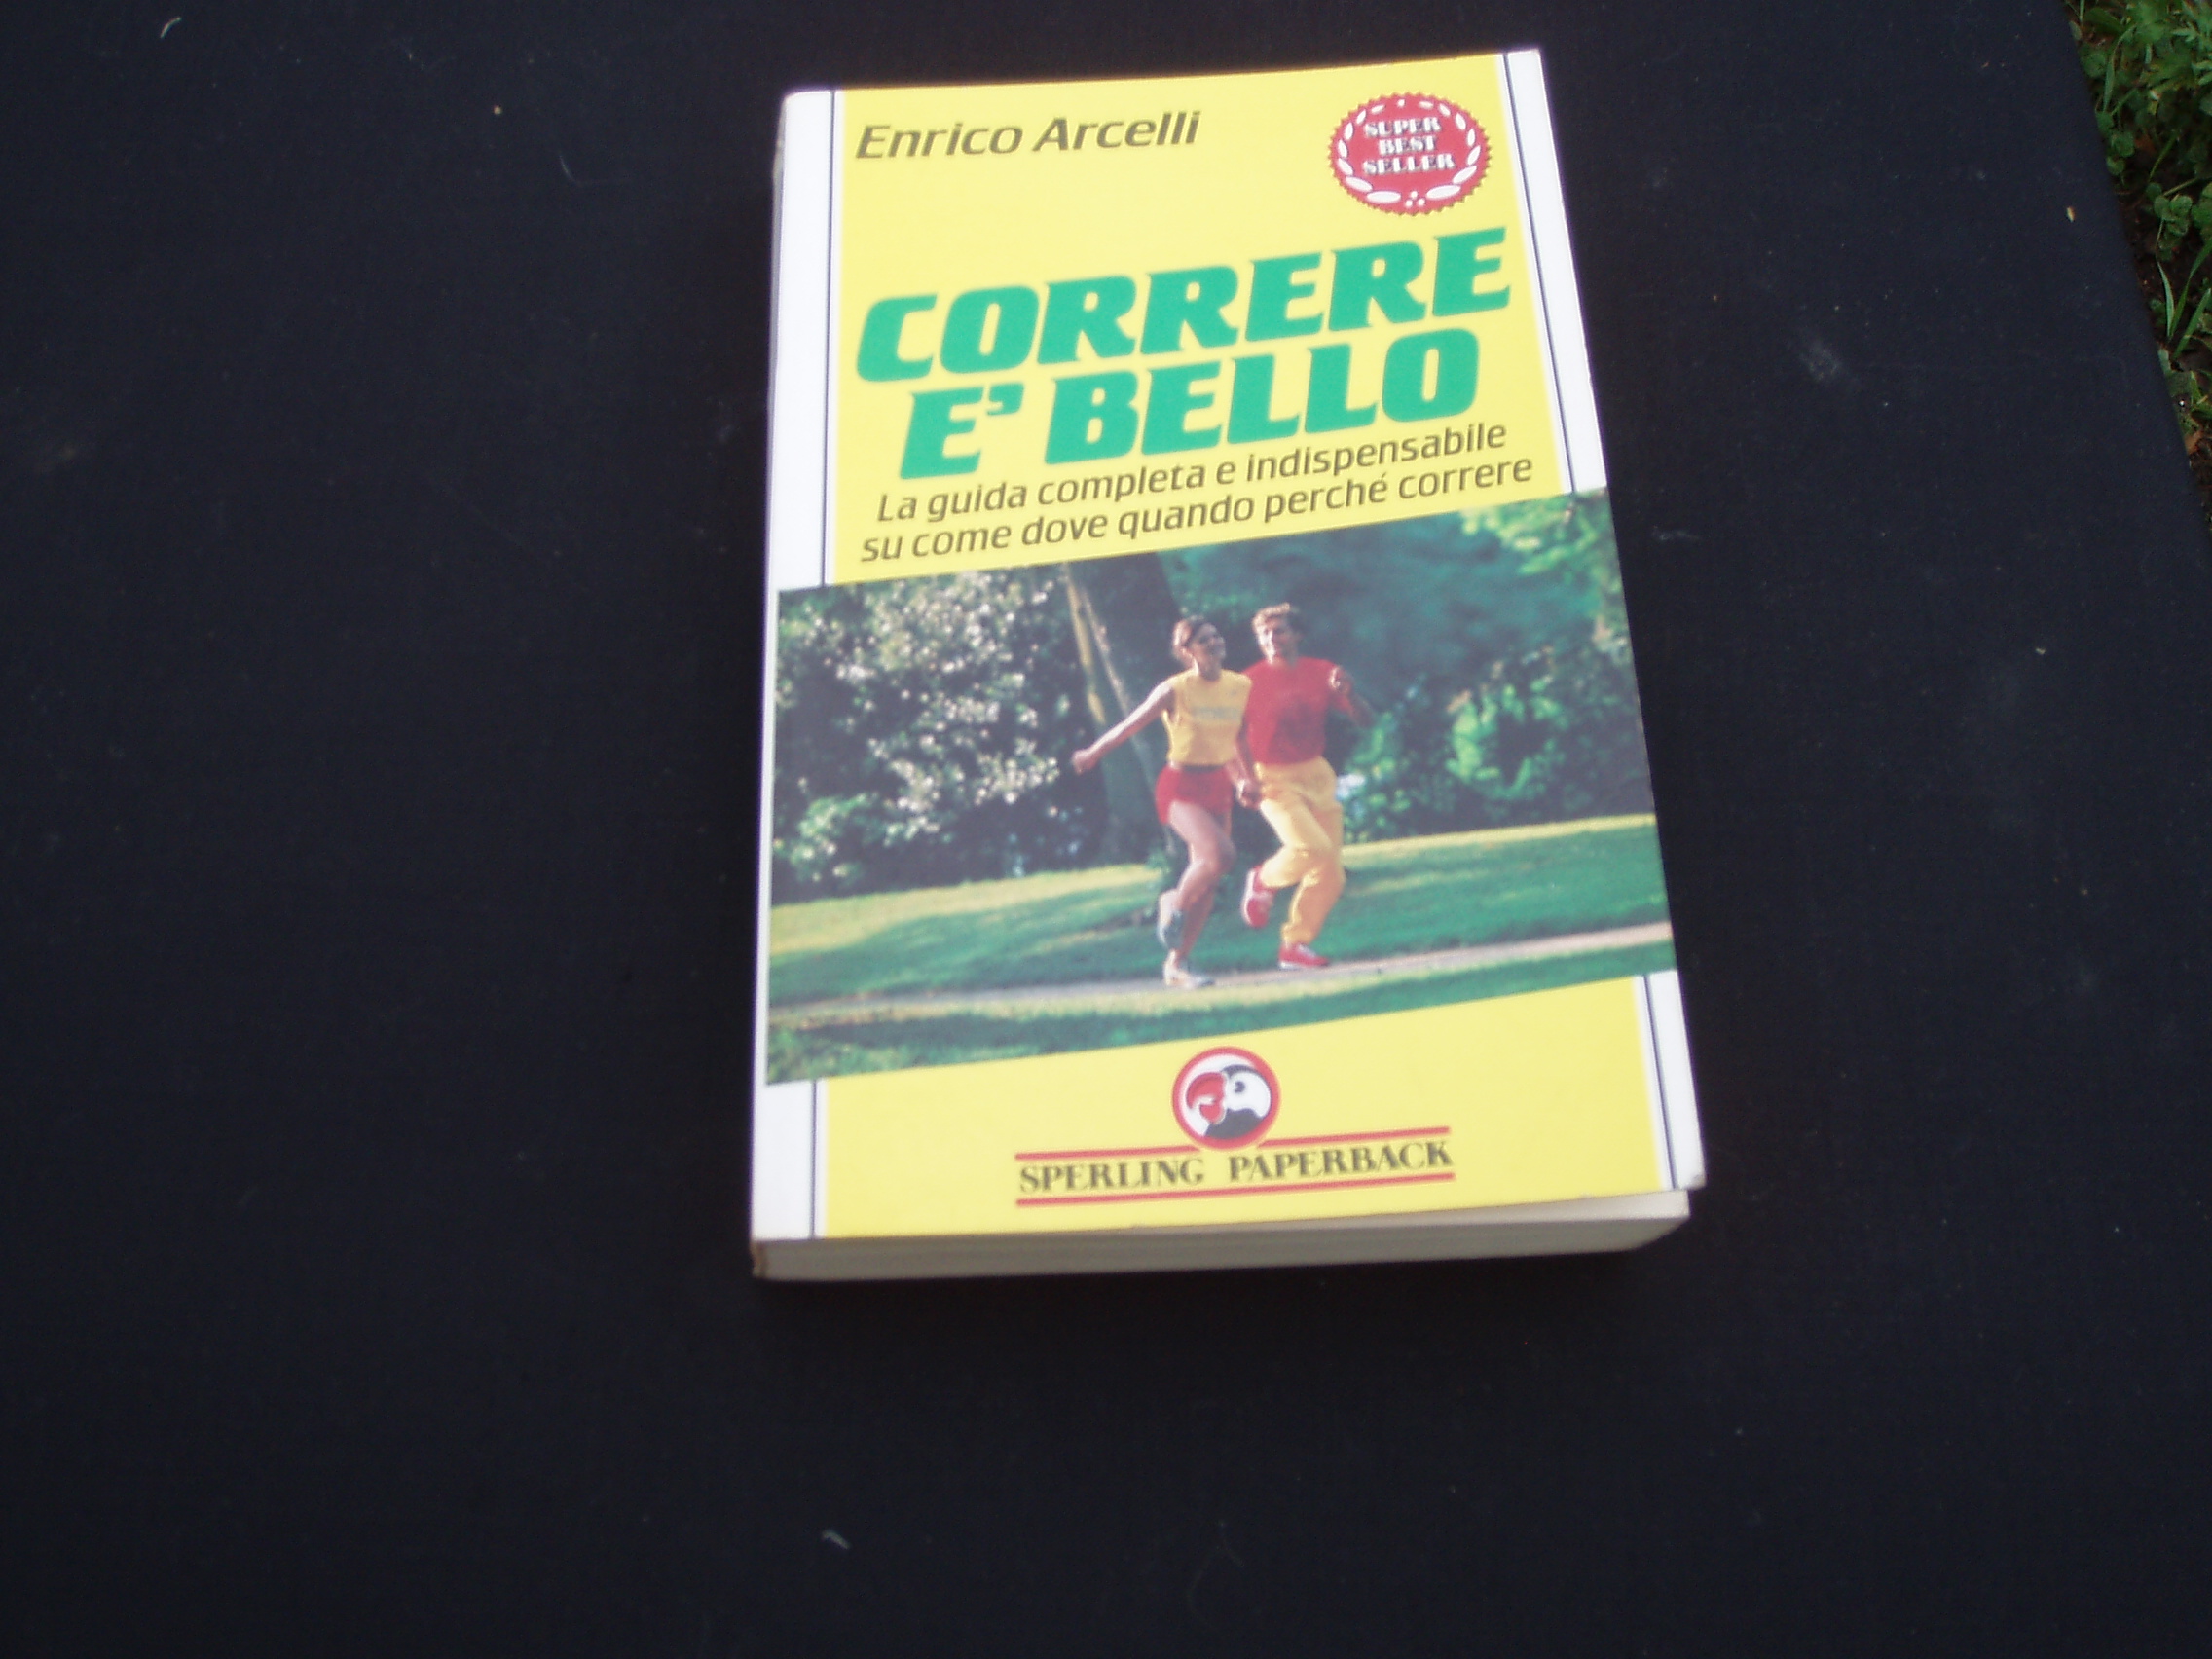 Enrico Arcelli
SUPER
BEST
SELLER
CORRERE
E' BELLO
La guida completa e indispensabile
su come dove quando perché correre
SPERLING PAPERBACK